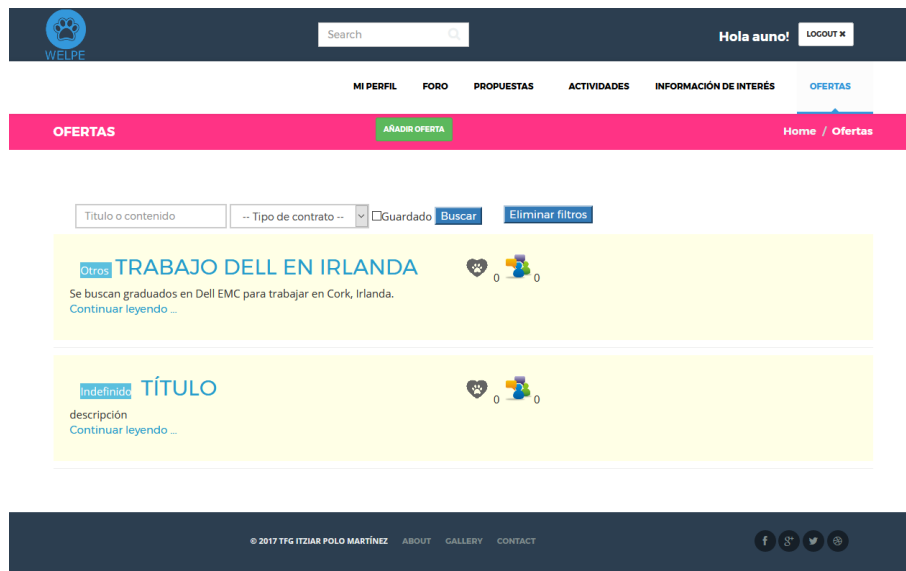 WELPE
Search
Hola auno!
LOGOUT ✖
MI PERFIL FORO PROPUESTAS ACTIVIDADES INFORMACIÓN DE INTERÉS OFERTAS
OFERTAS
AÑADIR OFERTA
Home / Ofertas
Titulo o contenido
-- Tipo de contrato --
Guardado
Buscar
Eliminar filtros
Otros TRABAJO DELL EN IRLANDA
0 0
Se buscan graduados en Dell EMC para trabajar en Cork, Irlanda.
Continuar leyendo ...
Indefinido TÍTULO
0 0
descripción
Continuar leyendo ...
© 2017 TFG ITZIAR POLO MARTÍNEZ ABOUT GALLERY CONTACT